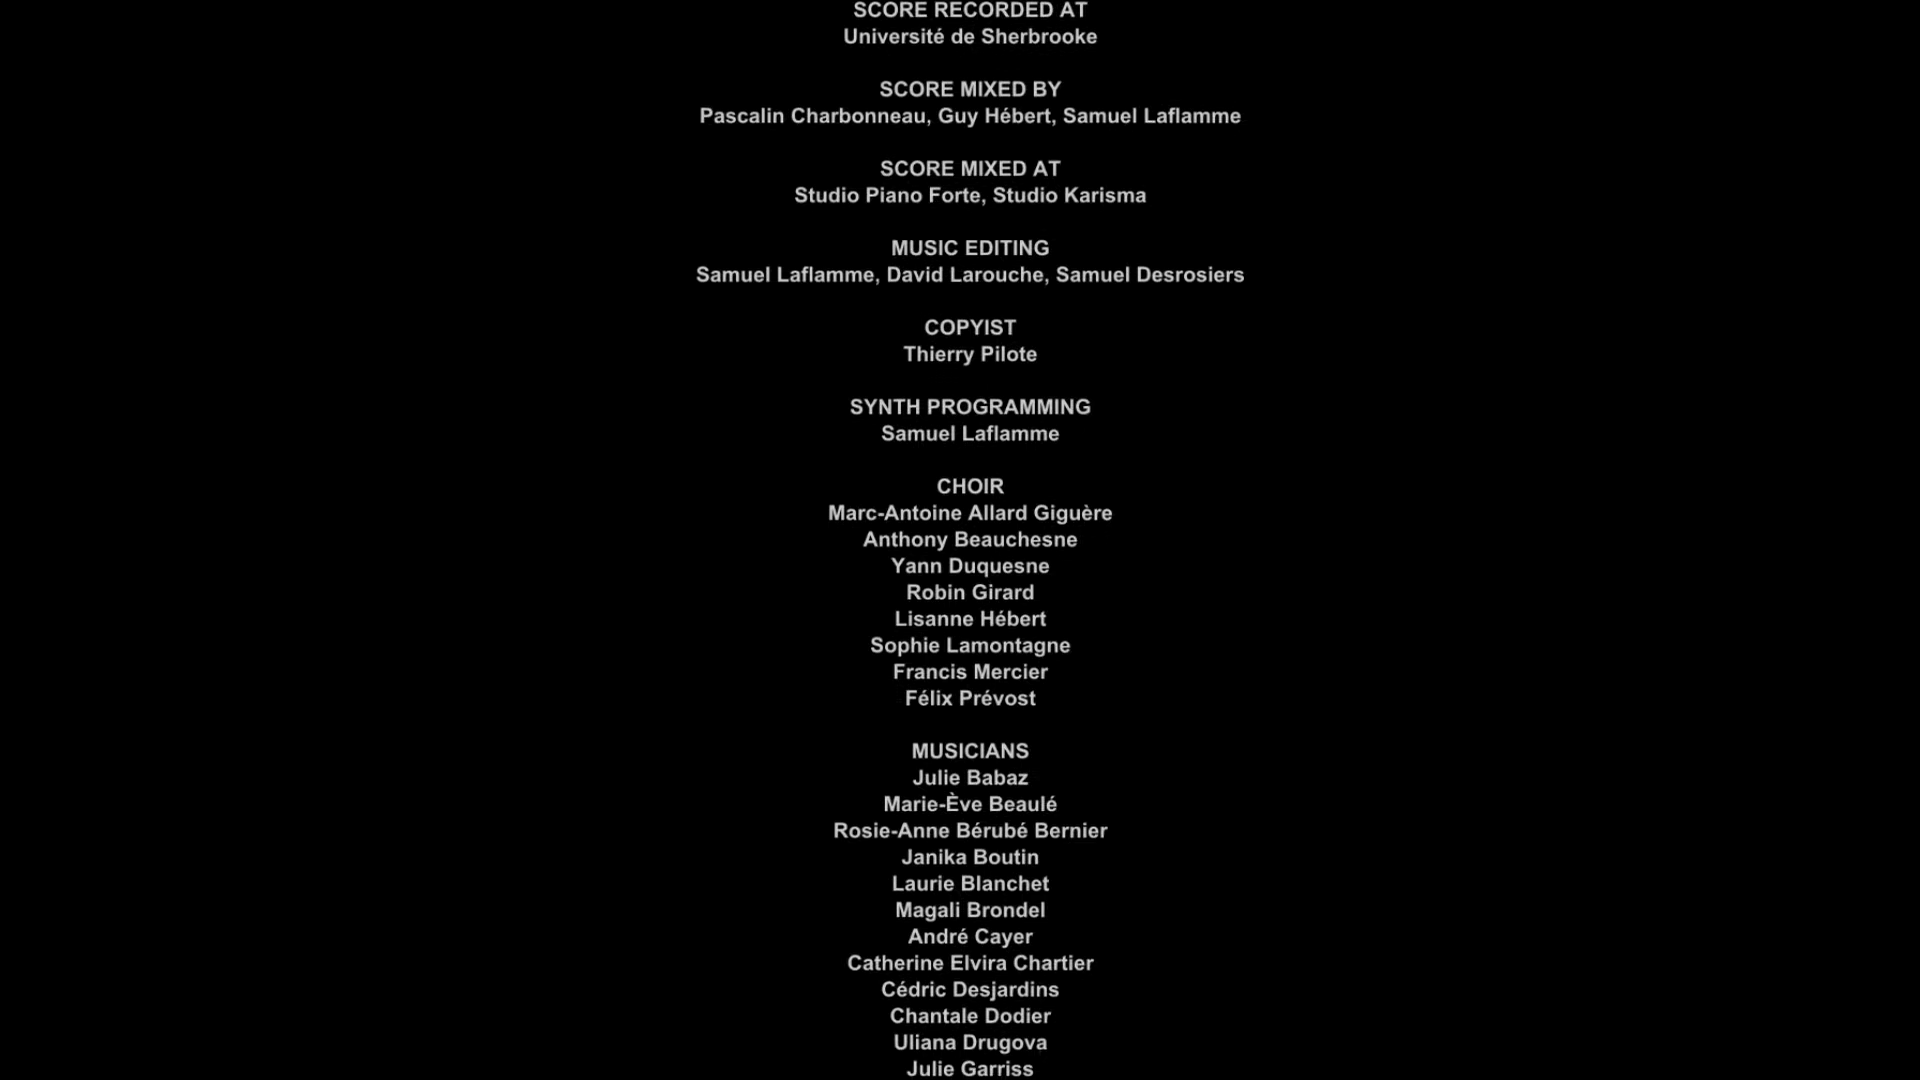 SCORE RECORDED AT
Université de Sherbrooke
SCORE MIXED BY
Pascalin Charbonneau, Guy Hébert, Samuel Laflamme
SCORE MIXED AT
Studio Piano Forte, Studio Karisma
MUSIC EDITING
Samuel Laflamme, David Larouche, Samuel Desrosiers
COPYIST
Thierry Pilote
SYNTH PROGRAMMING
Samuel Laflamme
CHOIR
Marc-Antoine Allard Giguère
Anthony Beauchesne
Yann Duquesne
Robin Girard
Lisanne Hébert
Sophie Lamontagne
Francis Mercier
Félix Prévost
MUSICIANS
Julie Babaz
Marie-Ève Beaulé
Rosie-Anne Bérubé Bernier
Janika Boutin
Laurie Blanchet
Magali Brondel
André Cayer
Catherine Elvira Chartier
Cédric Desjardins
Chantale Dodier
Uliana Drugova
Julie Garriss